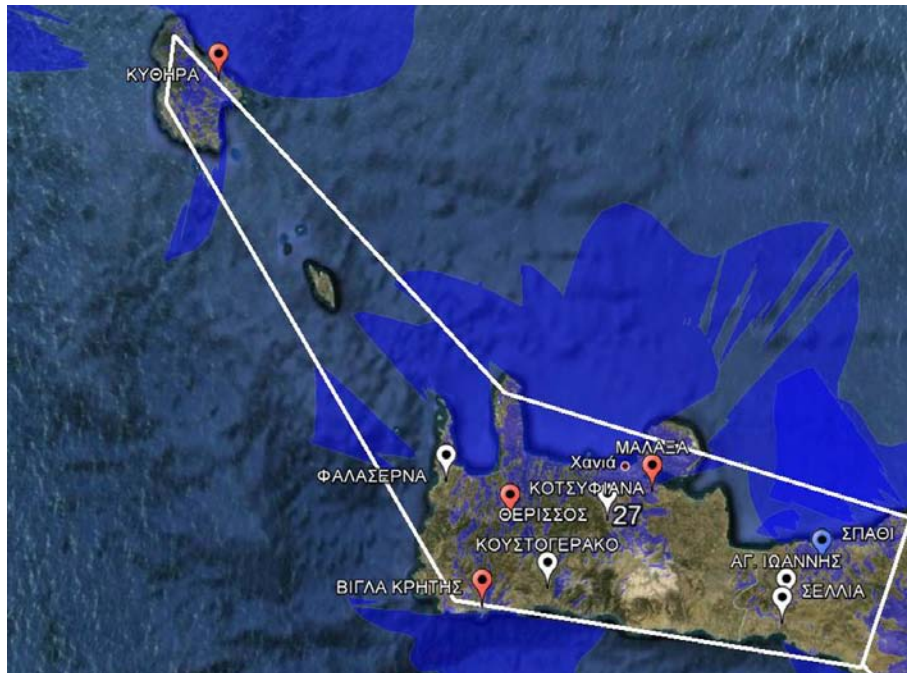 ΚΥΘΗΡΑ
ΜΑΛΑΞΑ
Χανιά
ΦΑΛΑΣΕΡΝΑ
ΚΟΤΣΥΦΙΑΝΑ
ΘΕΡΙΣΣΟΣ
27
ΣΠΑΘΙ
ΚΟΥΣΤΟΓΕΡΑΚΟ
ΑΓ. ΙΩΑΝΝΗΣ
ΒΙΓΛΑ ΚΡΗΤΗΣ
ΣΕΛΛΙΑ